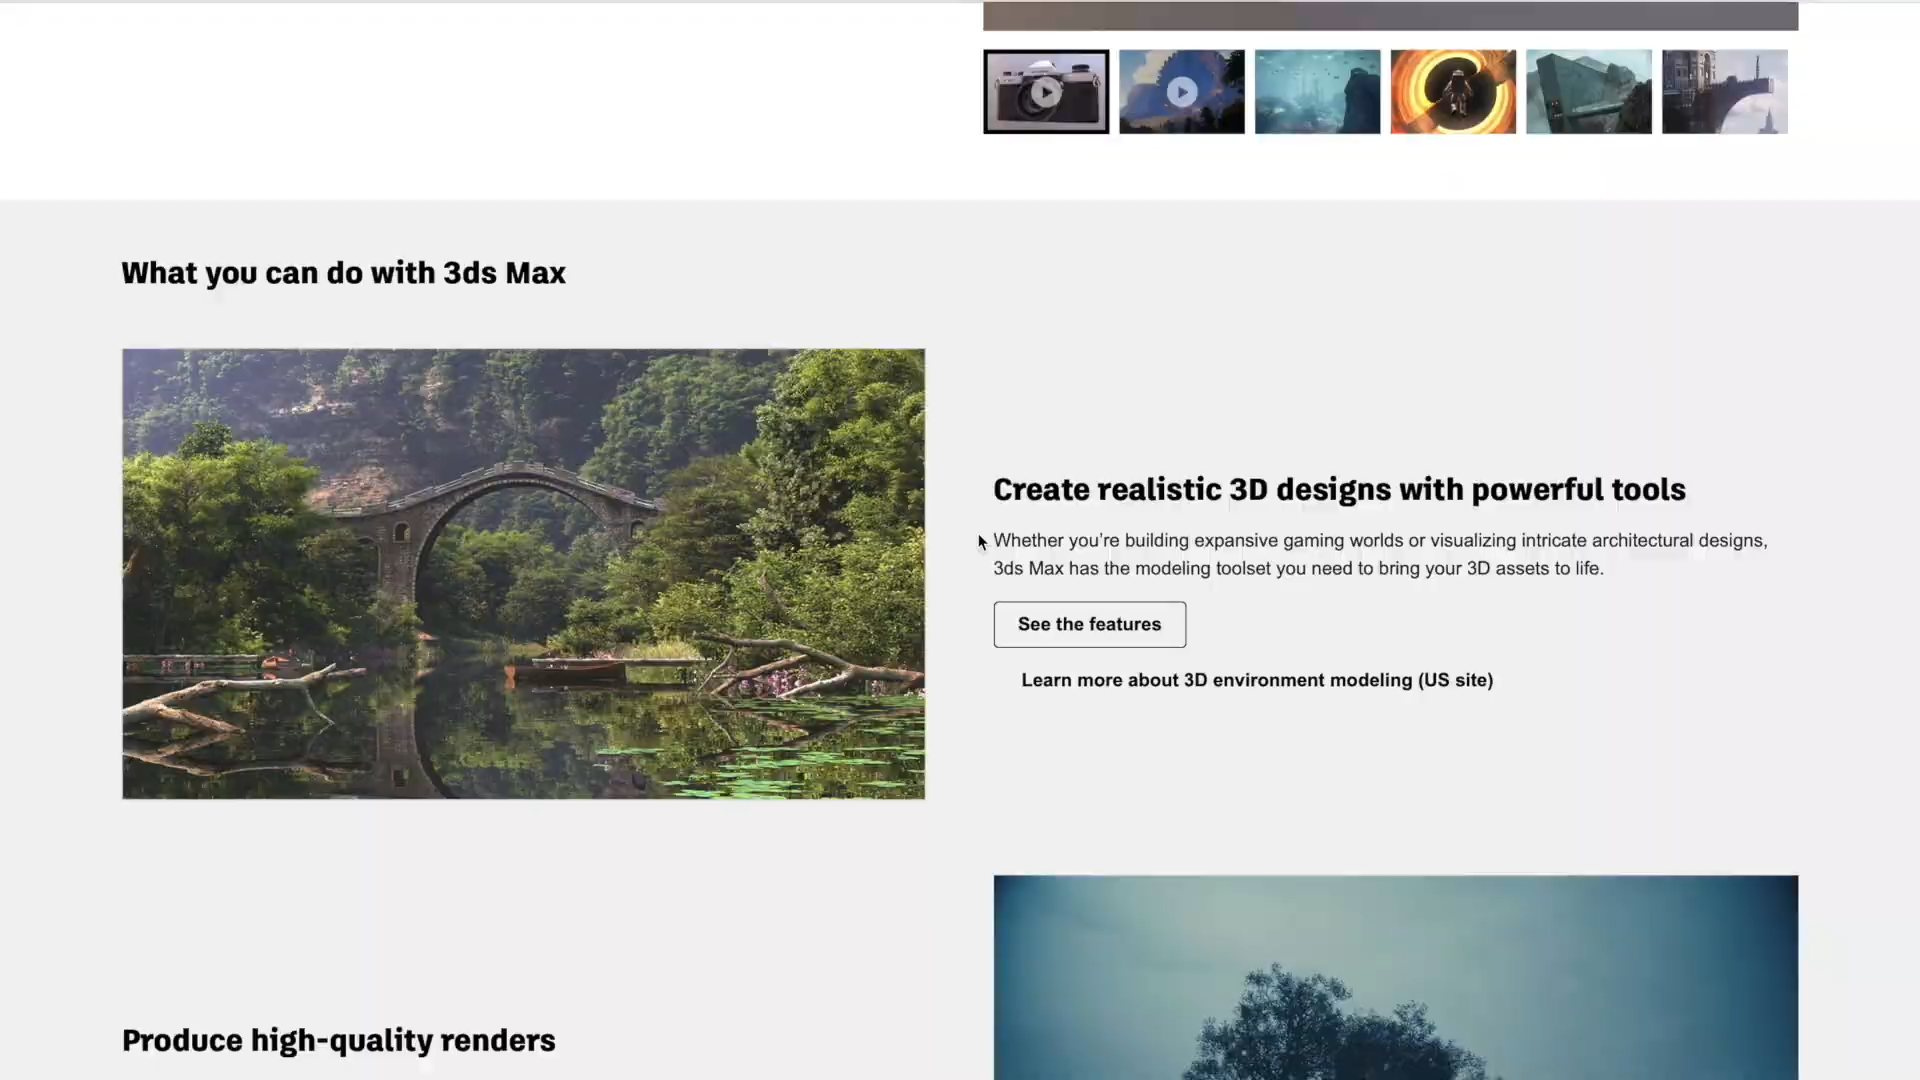 What you can do with 3ds Max
Create realistic 3D designs with powerful tools
Whether you’re building expansive gaming worlds or visualizing intricate architectural designs,
3ds Max has the modeling toolset you need to bring your 3D assets to life.
See the features
Learn more about 3D environment modeling (US site)
Produce high-quality renders